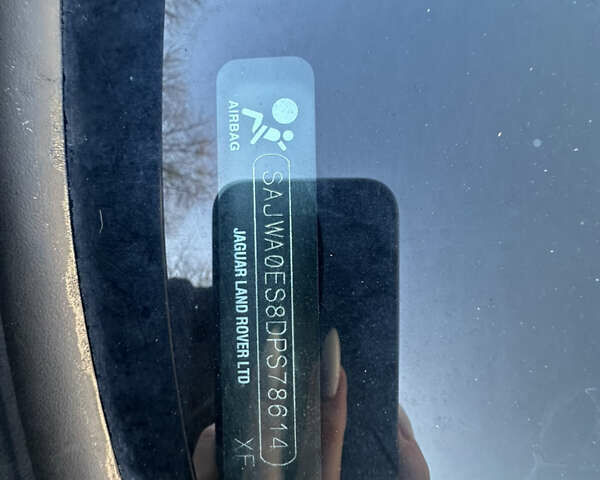 AIRBAG
SAJWA0ES8DPS78614
JAGUAR LAND ROVER LTD
XF